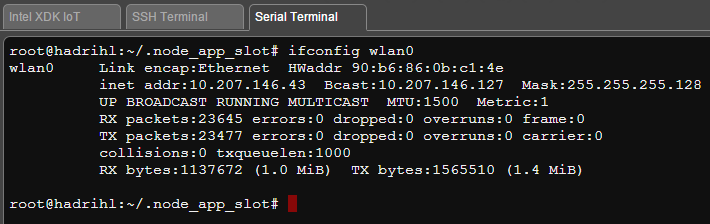 Intel XDK IoT SSH Terminal Serial Terminal
root@hadrihl:~/.node_app_slot# ifconfig wlan0
wlan0 Link encap:Ethernet HWaddr 90:b6:86:0b:c1:4e
inet addr:10.207.146.43 Bcast:10.207.146.127 Mask:255.255.255.128
UP BROADCAST RUNNING MULTICAST MTU:1500 Metric:1
RX packets:23645 errors:0 dropped:0 overruns:0 frame:0
TX packets:23477 errors:0 dropped:0 overruns:0 carrier:0
collisions:0 txqueuelen:1000
RX bytes:1137672 (1.0 MiB) TX bytes:1565510 (1.4 MiB)
root@hadrihl:~/.node_app_slot#